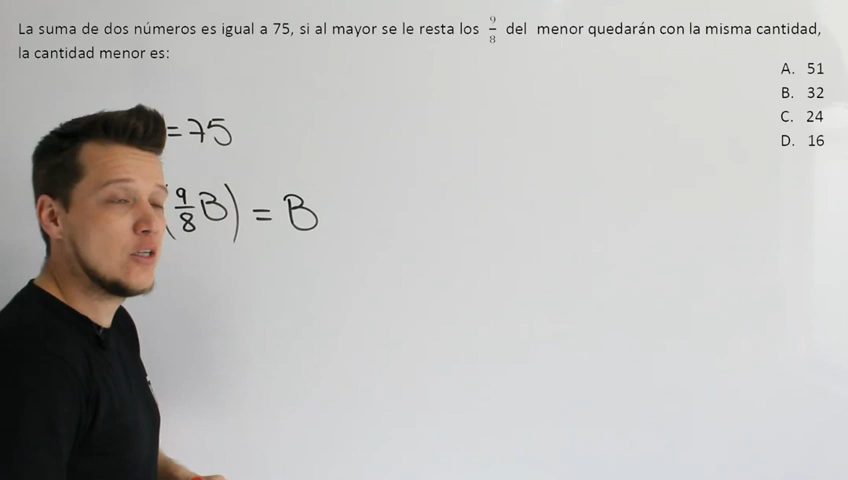 La suma de dos números es igual a 75, si al mayor se le resta los 9/8 del menor quedarán con la misma cantidad,
la cantidad menor es:
A. 51
B. 32
C. 24
D. 16
=75
(9/8 B) = B